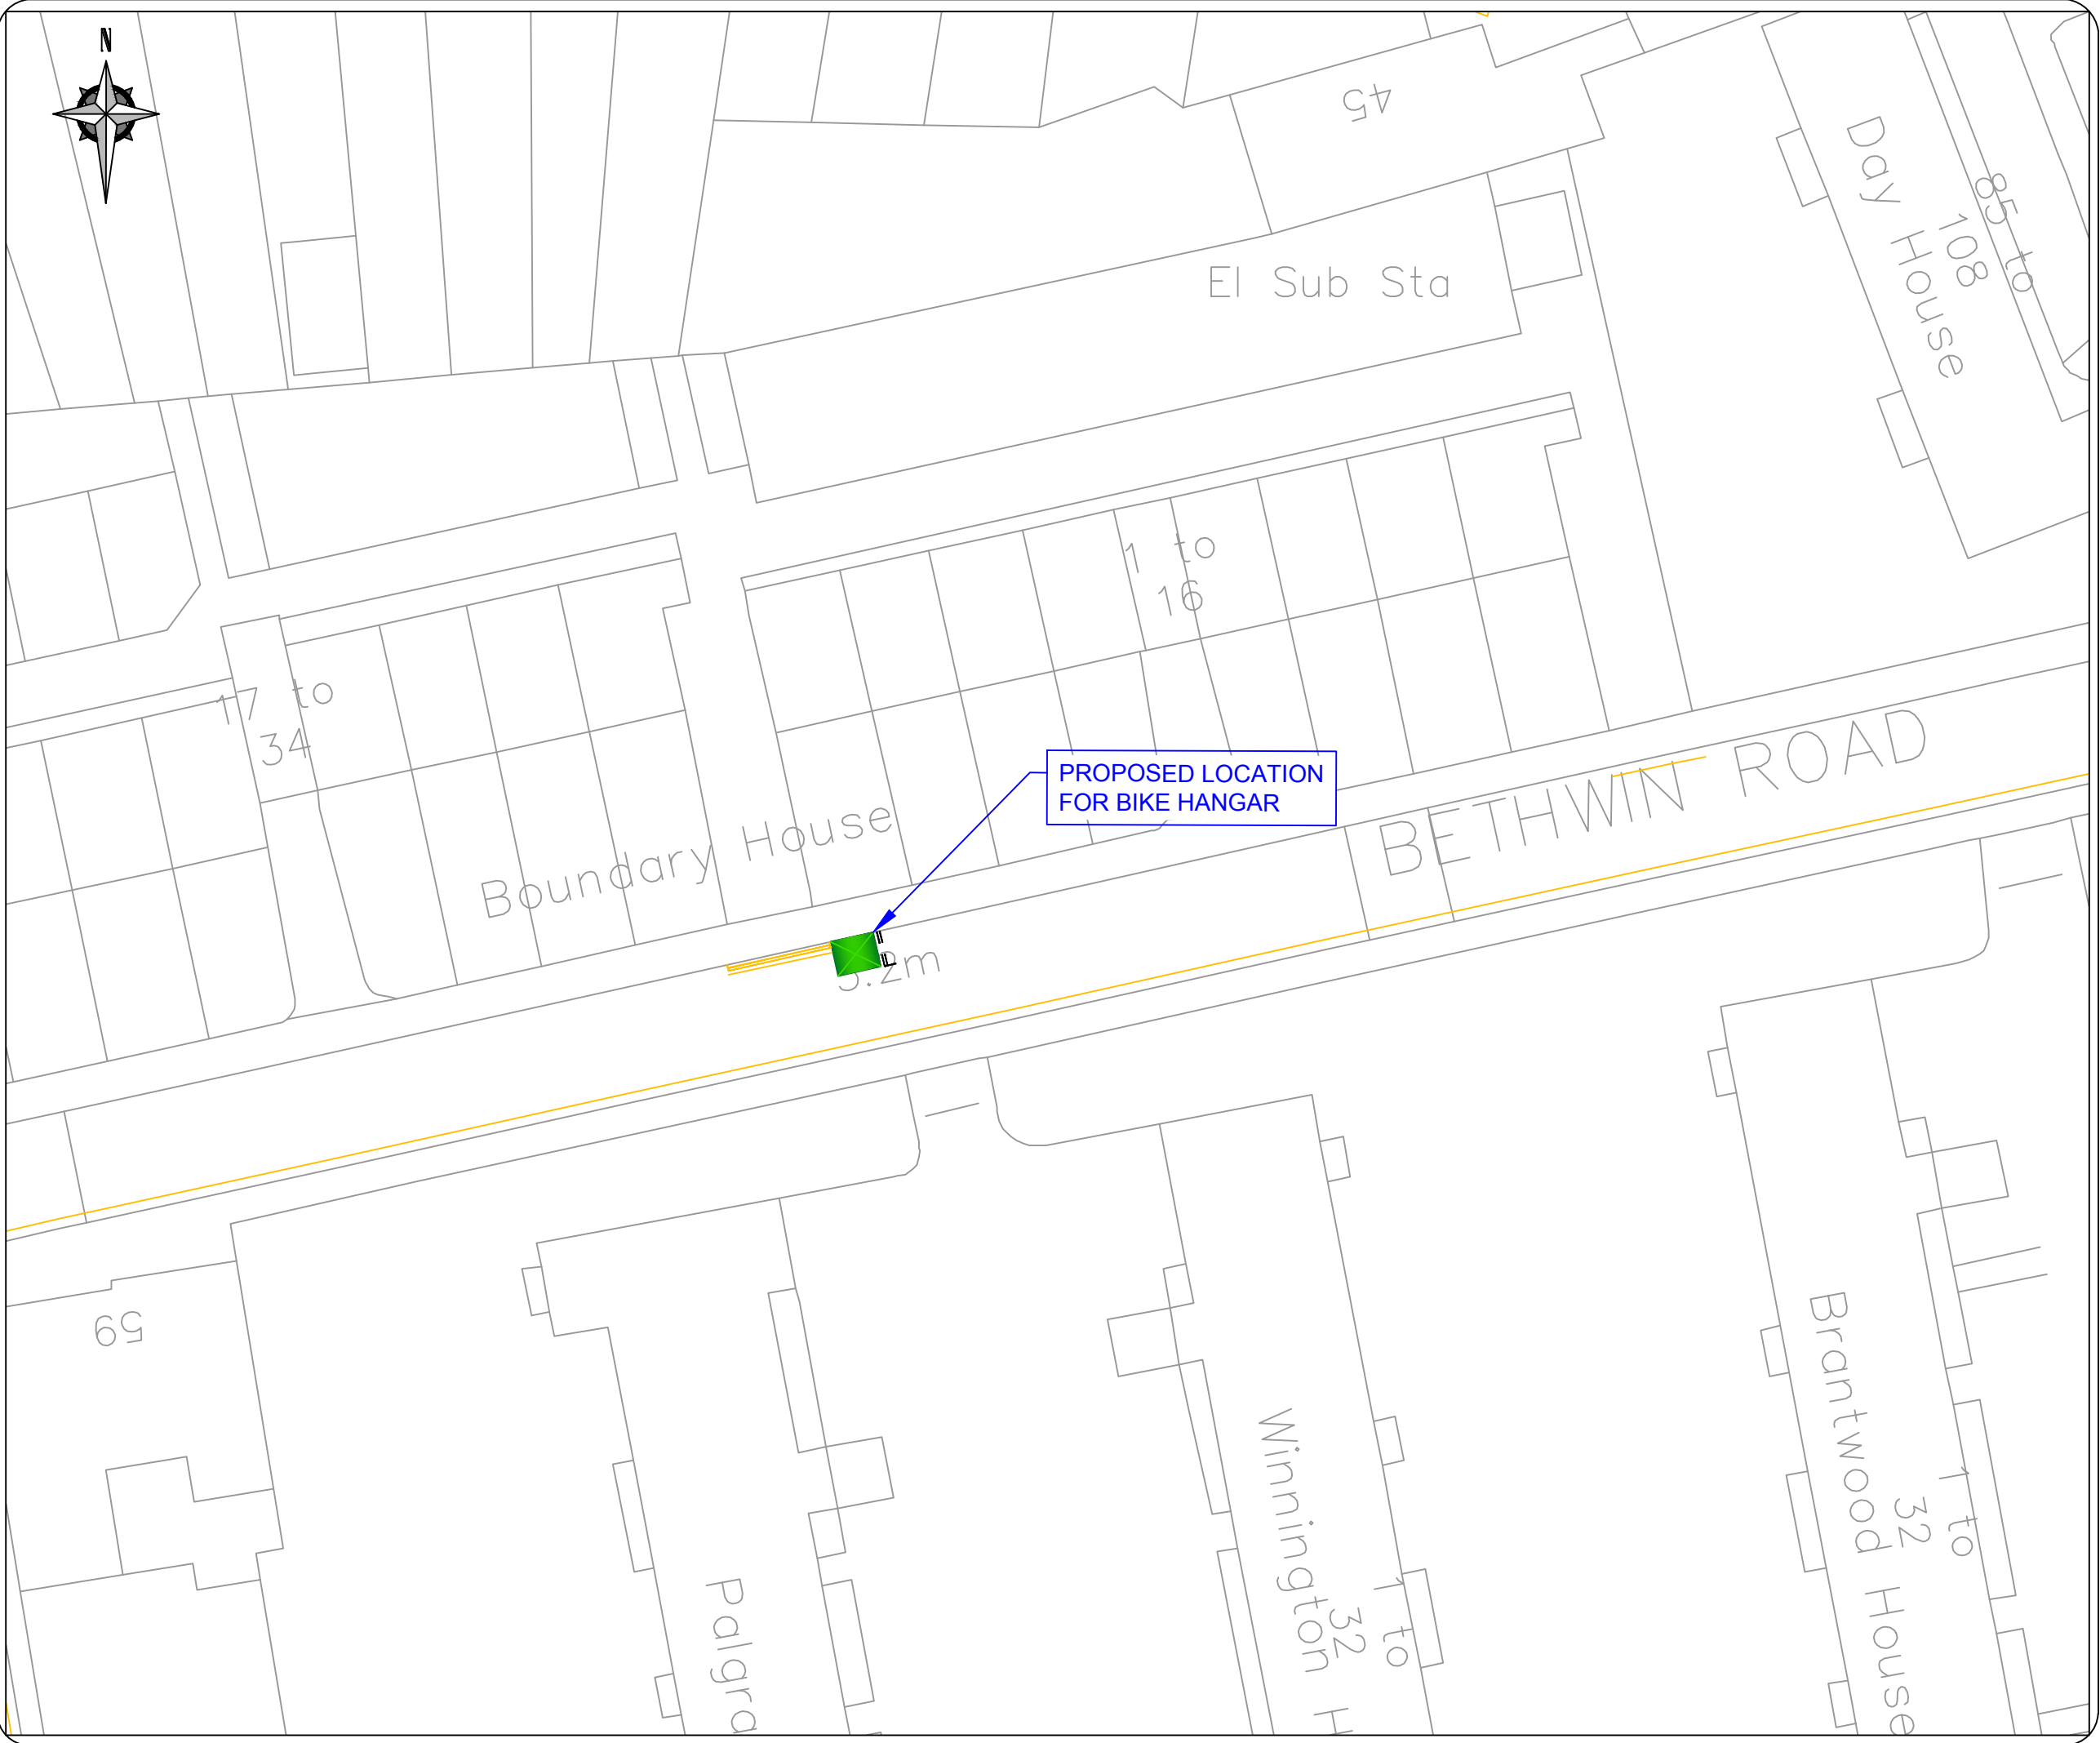 N
45
Day House
85 to
108
El Sub Sta
1 to
16
17 to
34
PROPOSED LOCATION
FOR BIKE HANGAR
BETHWIN ROAD
Boundary House
59
Brantwood House
1 to
32
Winnington H
1 to
32
Palgra